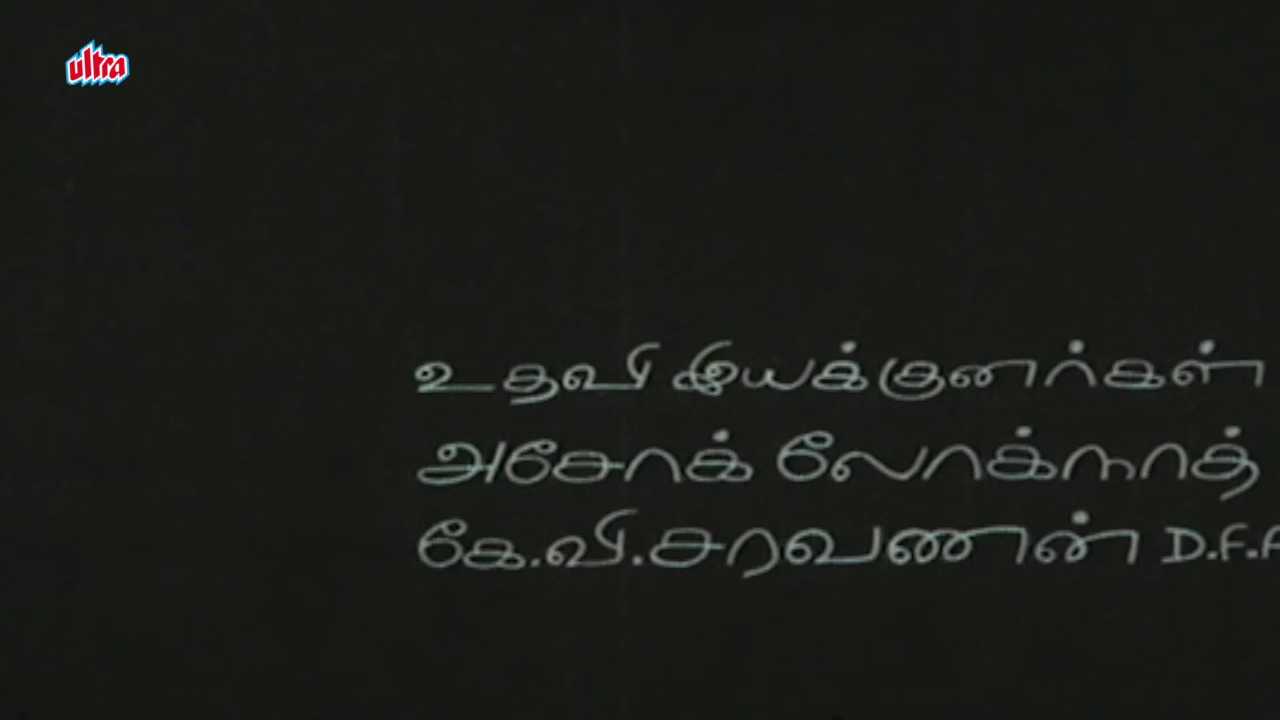 ultra
உதவி இயக்குனர்கள்
அசோக் லோக்நாத்
கே.வி.சரவணன் D.F.